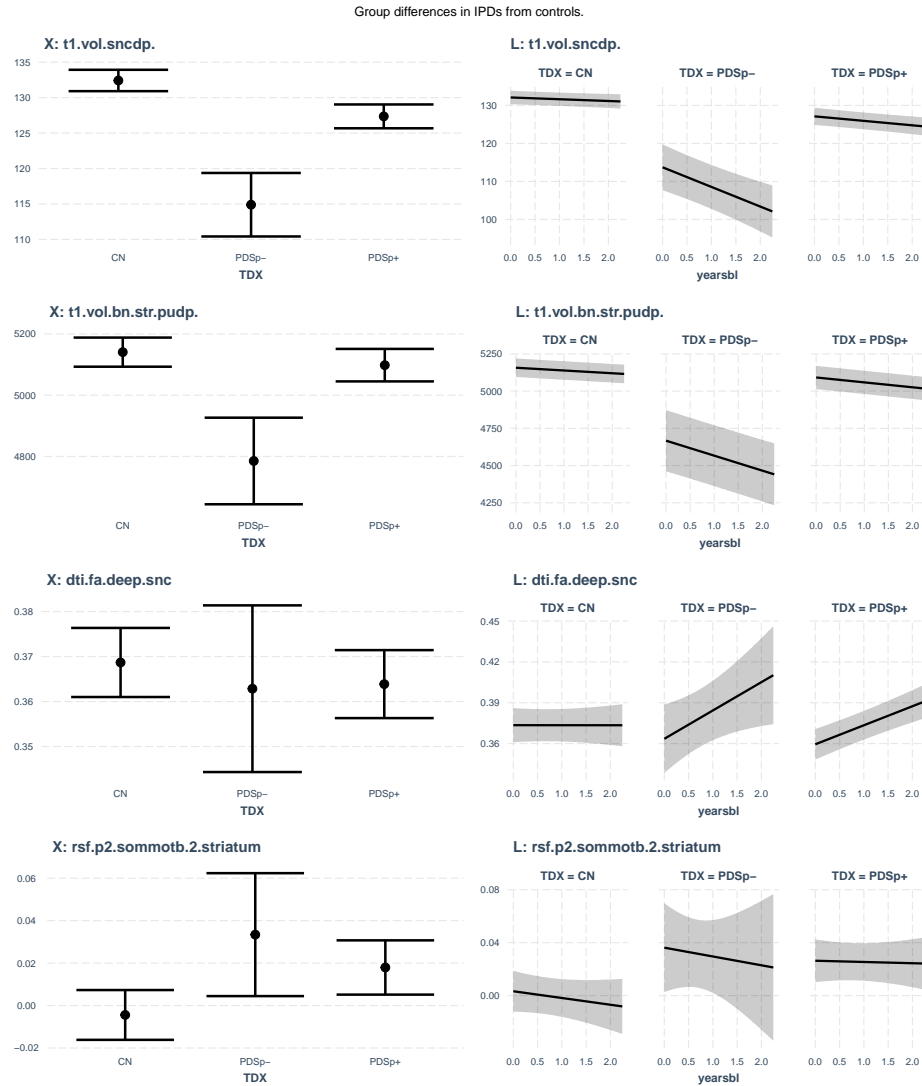 Group differences in IPDs from controls.
X: t1.vol.sncdp.
135
130
125
120
115
110
CN
PDSp−
PDSp+
TDX
L: t1.vol.sncdp.
TDX = CN
TDX = PDSp−
TDX = PDSp+
130
120
110
100
0.0 0.5 1.0 1.5 2.0
0.0 0.5 1.0 1.5 2.0
0.0 0.5 1.0 1.5 2.0
yearsbl
X: t1.vol.bn.str.pudp.
5200
5000
4800
CN
PDSp−
PDSp+
TDX
L: t1.vol.bn.str.pudp.
TDX = CN
TDX = PDSp−
TDX = PDSp+
5250
5000
4750
4500
4250
0.0 0.5 1.0 1.5 2.0
0.0 0.5 1.0 1.5 2.0
0.0 0.5 1.0 1.5 2.0
yearsbl
X: dti.fa.deep.snc
0.38
0.37
0.36
0.35
CN
PDSp−
PDSp+
TDX
L: dti.fa.deep.snc
TDX = CN
TDX = PDSp−
TDX = PDSp+
0.45
0.42
0.39
0.36
0.0 0.5 1.0 1.5 2.0
0.0 0.5 1.0 1.5 2.0
0.0 0.5 1.0 1.5 2.0
yearsbl
X: rsf.p2.sommotb.2.striatum
0.06
0.04
0.02
0.00
−0.02
CN
PDSp−
PDSp+
TDX
L: rsf.p2.sommotb.2.striatum
TDX = CN
TDX = PDSp−
TDX = PDSp+
0.08
0.04
0.00
0.0 0.5 1.0 1.5 2.0
0.0 0.5 1.0 1.5 2.0
0.0 0.5 1.0 1.5 2.0
yearsbl